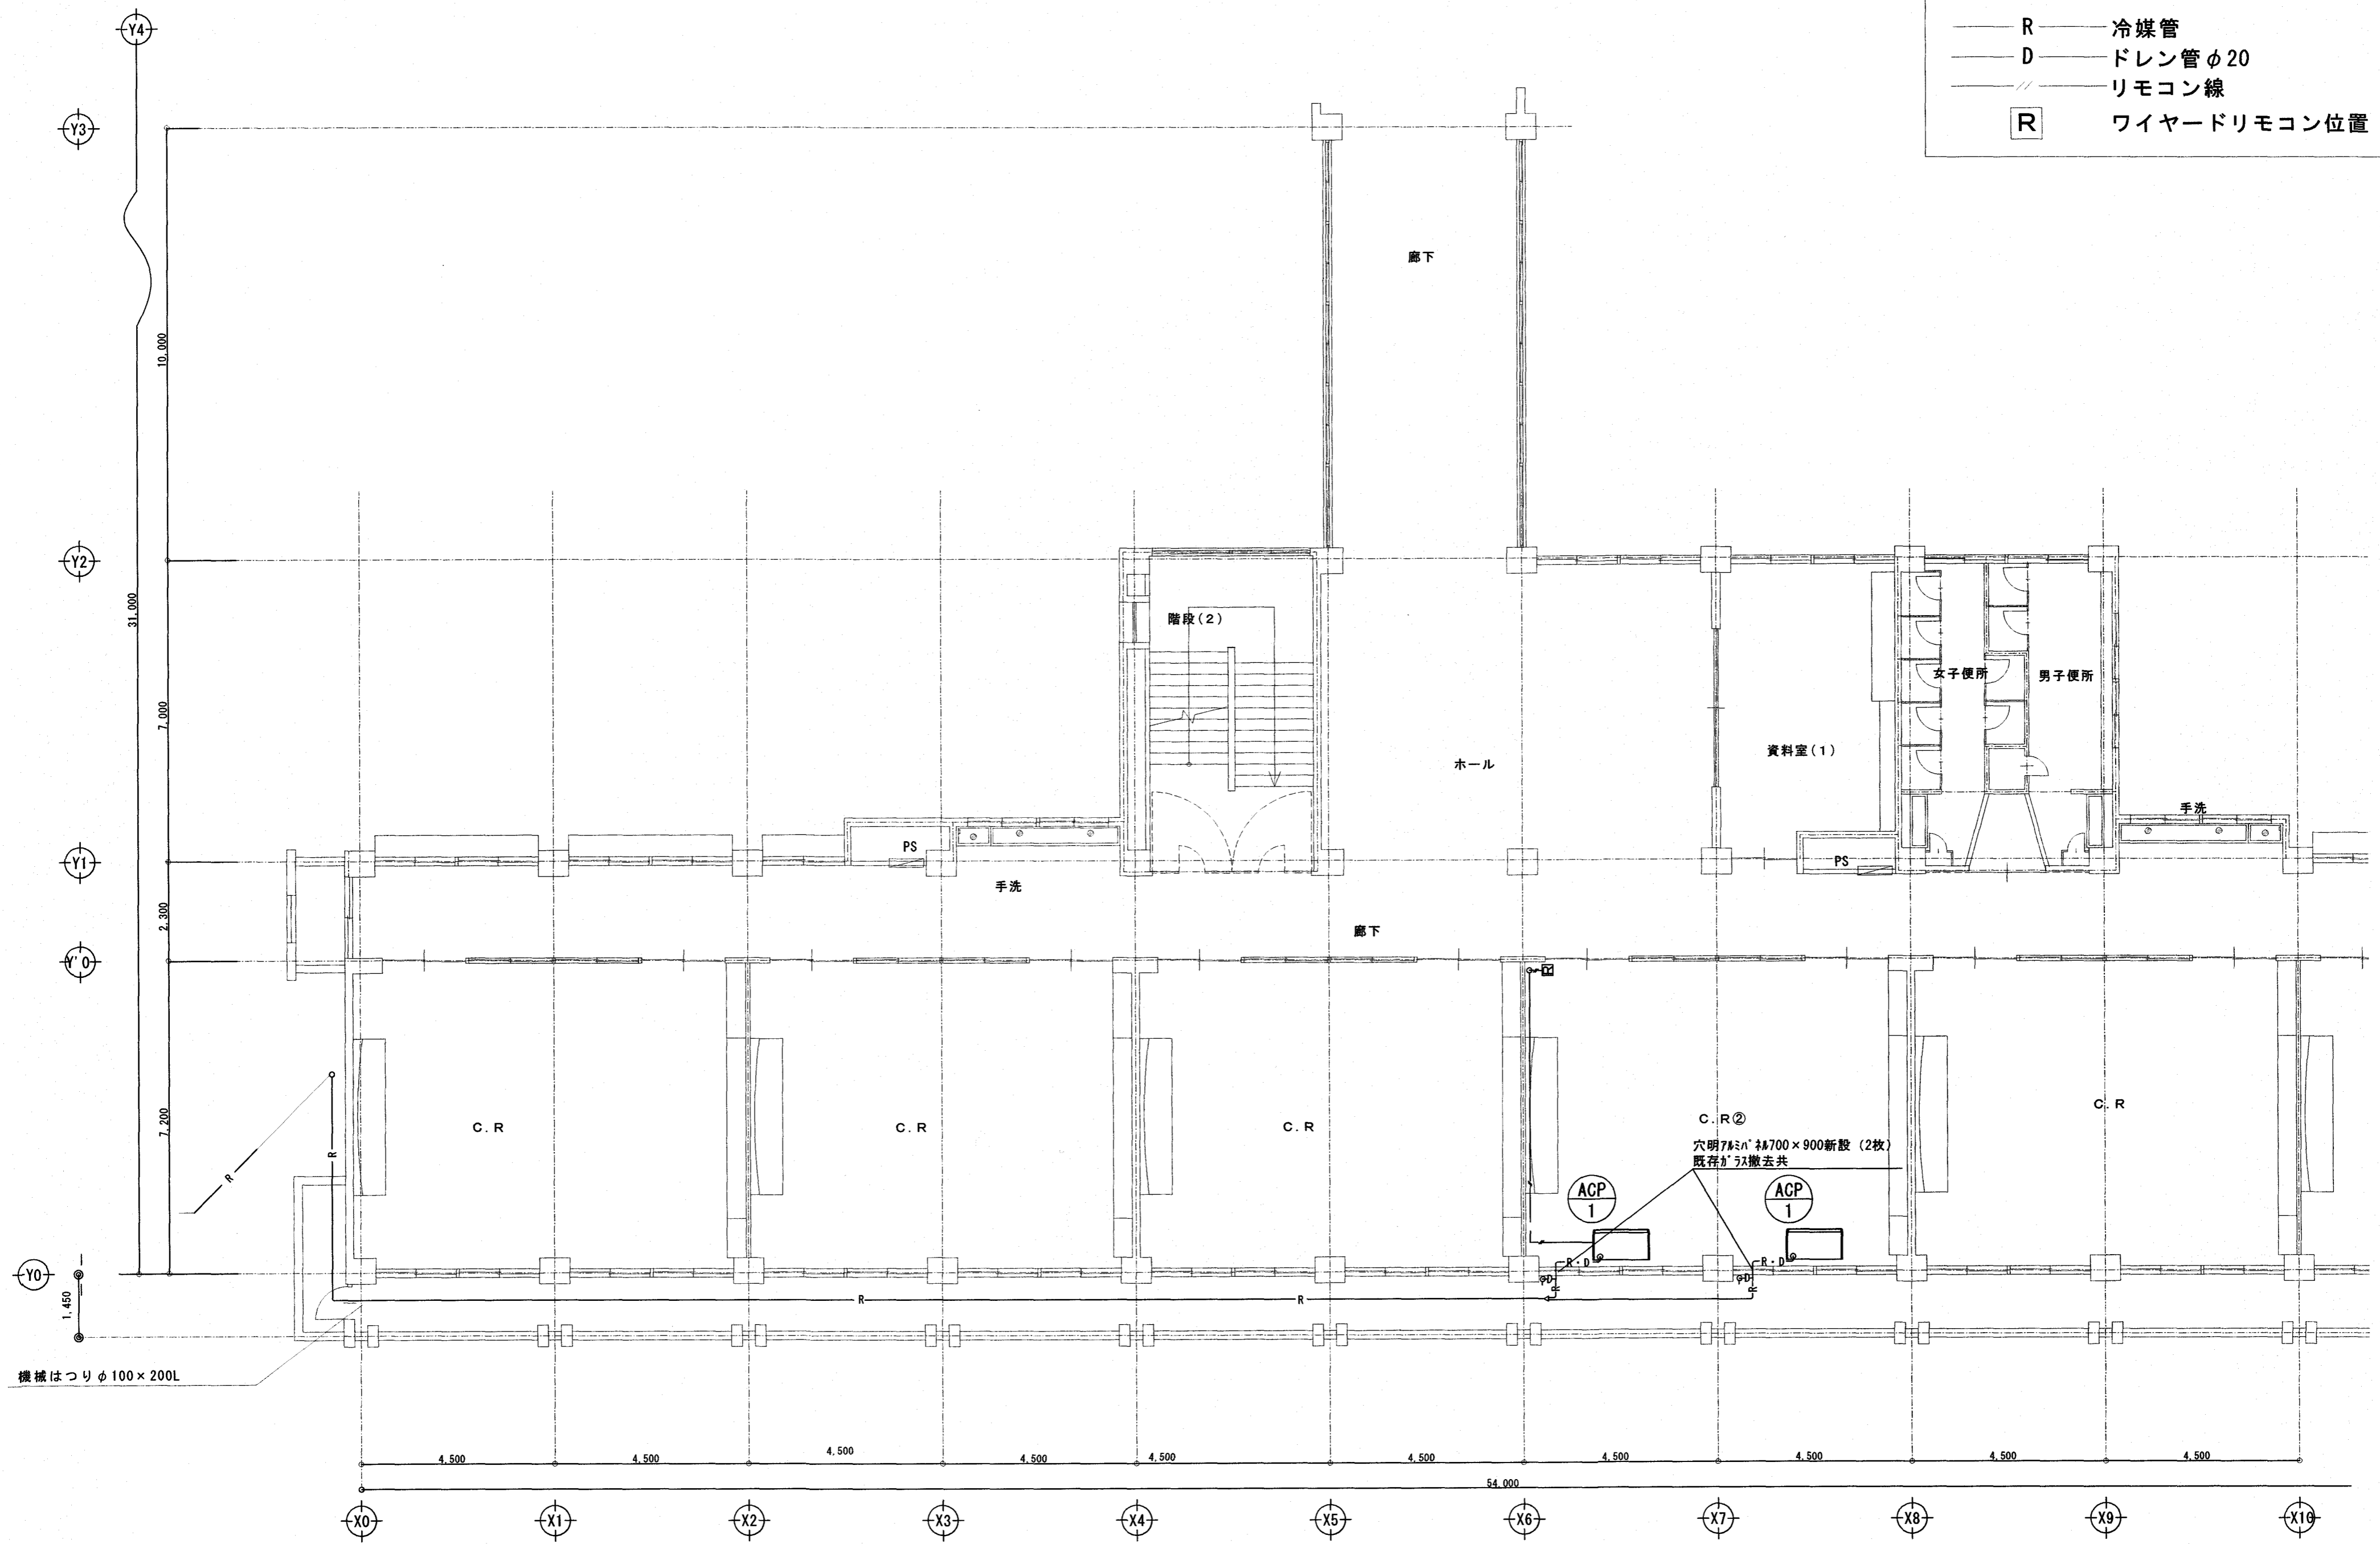 R 冷媒管
D ドレン管φ20
リモコン線
R ワイヤードリモコン位置
Y4
Y3
廊下
10,000
Y2
31,000
階段(2)
7,000
女子便所
男子便所
資料室(1)
ホール
手洗
Y1
PS
PS
手洗
2,300
廊下
Y'0
R
7,200
C.R
C.R
C.R
C.R②
C.R
穴明アルミパネル700×900新設 (2枚)
既存ガラス撤去共
R
R
ACP
1
ACP
1
Y0
R・D
R・D
D
D
R
R
R
R
1,450
機械はつりφ100×200L
4,500
4,500
4,500
4,500
4,500
4,500
4,500
4,500
4,500
4,500
54,000
X0
X1
X2
X3
X4
X5
X6
X7
X8
X9
X10